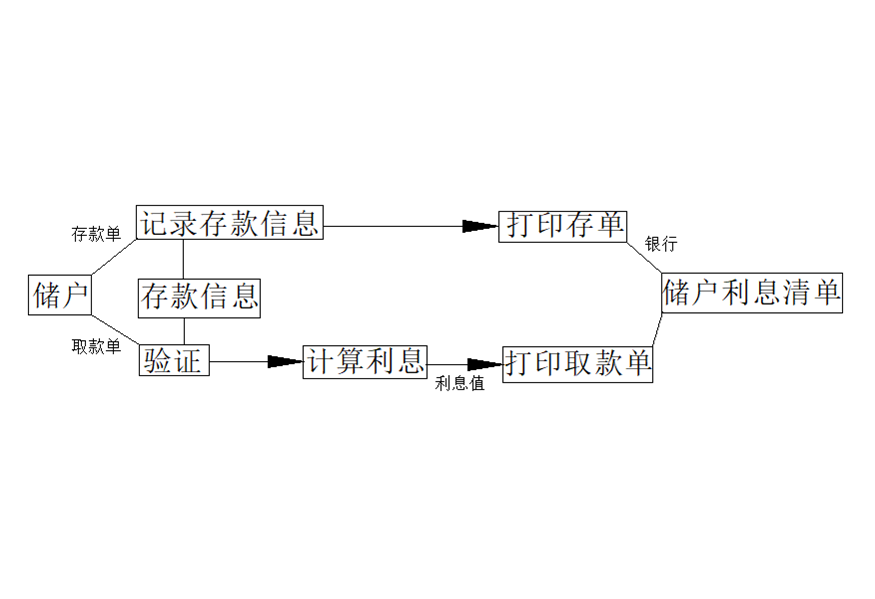 记录存款信息
打印存单
存款单
银行
储户
存款信息
储户利息清单
取款单
验证
计算利息
打印取款单
利息值